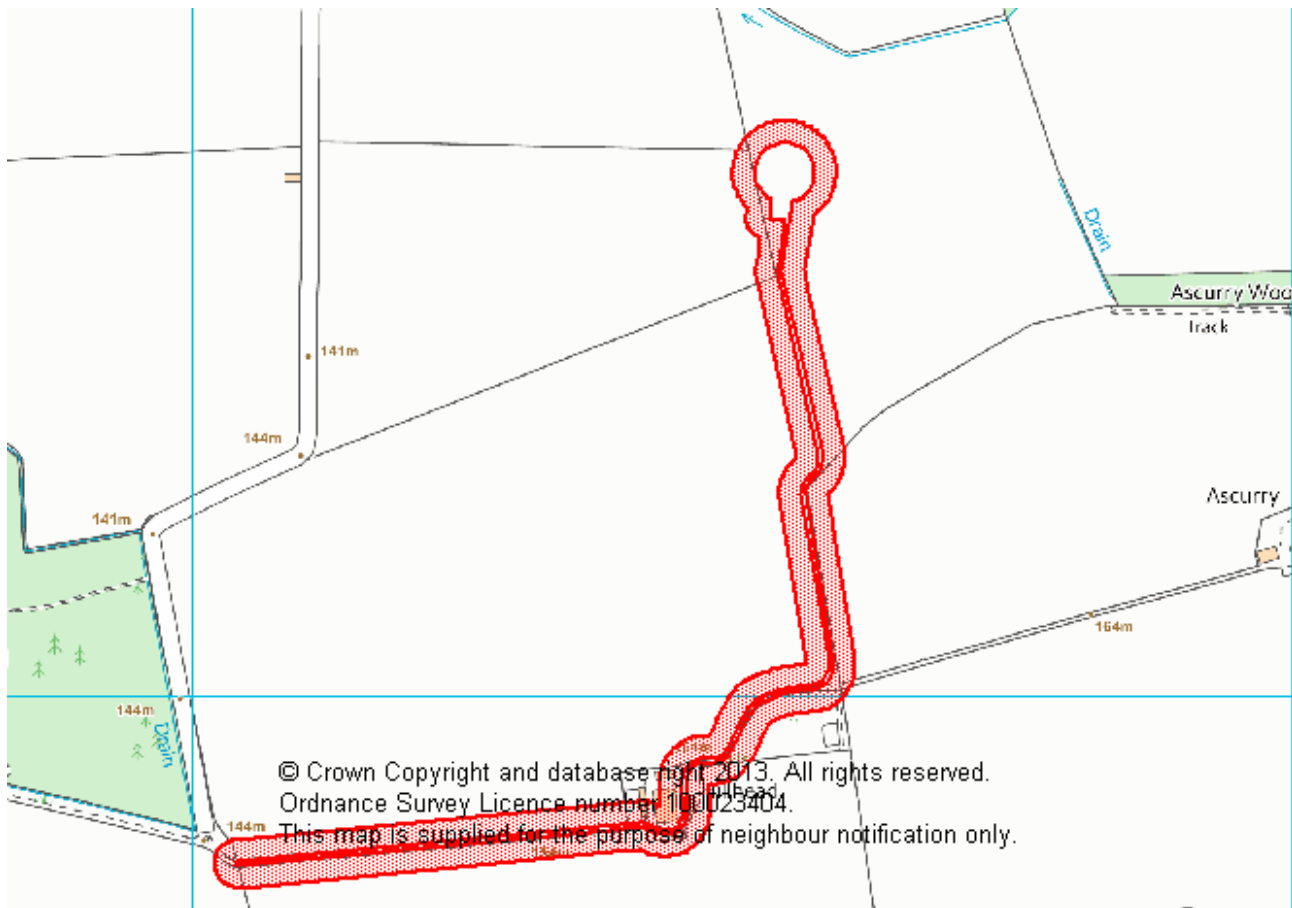 Drain
Ascurry Woo
Track
141m
144m
Ascurry
141m
164m
144m
Drain
© Crown Copyright and database right 2013. All rights reserved.
Ordnance Survey Licence number 100023404.
144m
This map is supplied for the purpose of neighbour notification only.